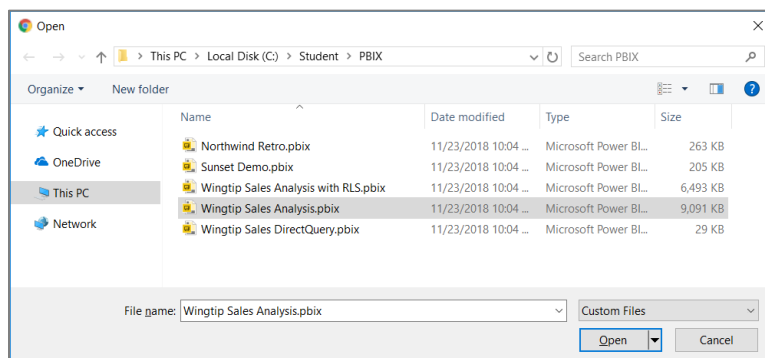 Open
This PC > Local Disk (C:) > Student > PBIX
Search PBIX
Organize
New folder
Name Date modified Type Size
Quick access
OneDrive
This PC
Network
Northwind Retro.pbix 11/23/2018 10:04 ... Microsoft Power BI... 263 KB
Sunset Demo.pbix 11/23/2018 10:04 ... Microsoft Power BI... 205 KB
Wingtip Sales Analysis with RLS.pbix 11/23/2018 10:04 ... Microsoft Power BI... 6,493 KB
Wingtip Sales Analysis.pbix 11/23/2018 10:04 ... Microsoft Power BI... 9,091 KB
Wingtip Sales DirectQuery.pbix 11/23/2018 10:04 ... Microsoft Power BI... 29 KB
File name: Wingtip Sales Analysis.pbix
Custom Files
Open
Cancel